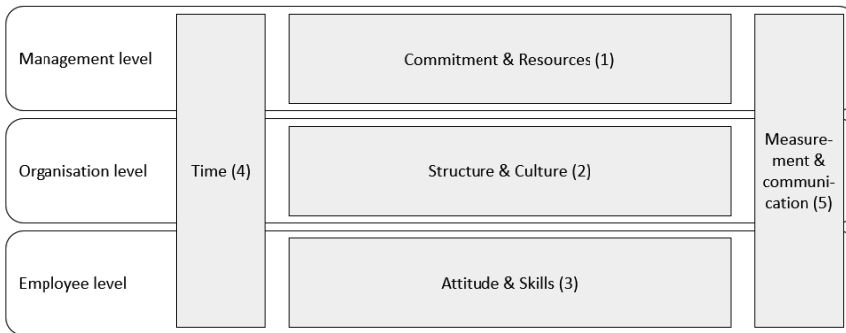 Management level
Commitment & Resources (1)
Organisation level
Time (4)
Structure & Culture (2)
Measure-
ment &
communi-
cation (5)
Employee level
Attitude & Skills (3)